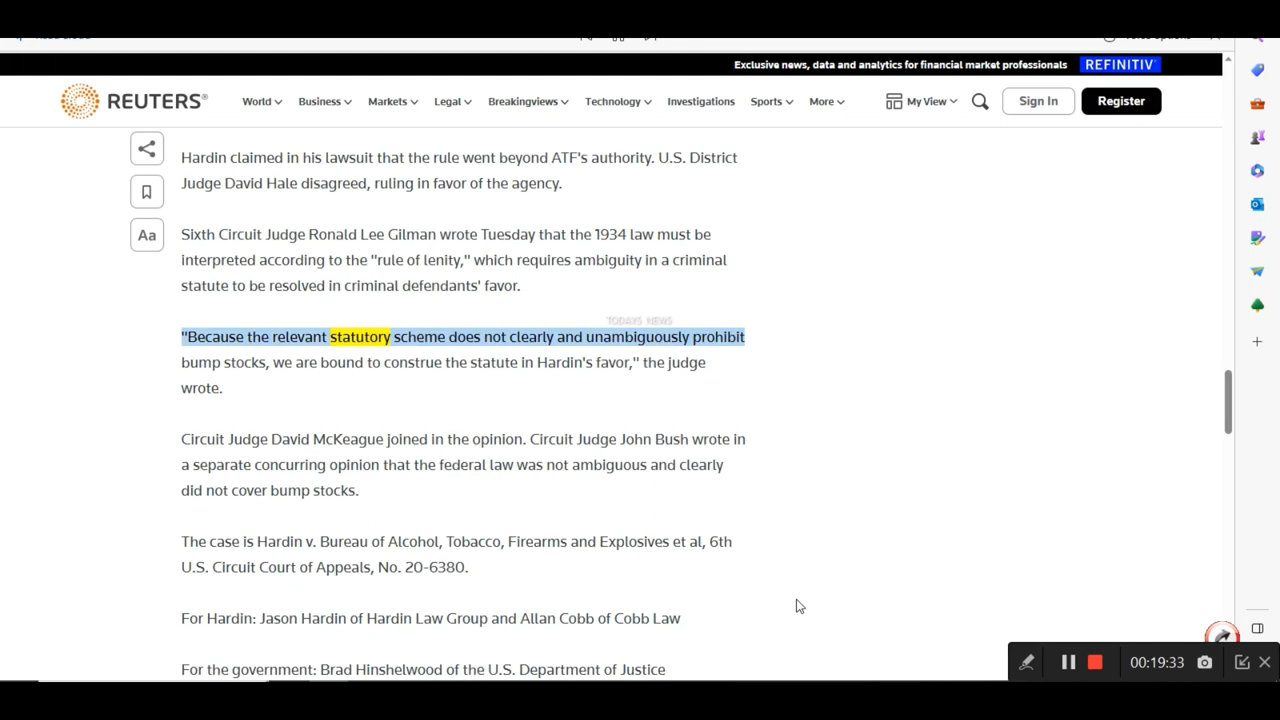 Exclusive news, data and analytics for financial market professionals REFINITIV
REUTERS® World Business Markets Legal Breakingviews Technology Investigations Sports More My View Sign In Register
Hardin claimed in his lawsuit that the rule went beyond ATF's authority. U.S. District
Judge David Hale disagreed, ruling in favor of the agency.
Aa
Sixth Circuit Judge Ronald Lee Gilman wrote Tuesday that the 1934 law must be
interpreted according to the "rule of lenity," which requires ambiguity in a criminal
statute to be resolved in criminal defendants' favor.
TODAYS NEWS
"Because the relevant statutory scheme does not clearly and unambiguously prohibit
bump stocks, we are bound to construe the statute in Hardin's favor," the judge
wrote.
Circuit Judge David McKeague joined in the opinion. Circuit Judge John Bush wrote in
a separate concurring opinion that the federal law was not ambiguous and clearly
did not cover bump stocks.
The case is Hardin v. Bureau of Alcohol, Tobacco, Firearms and Explosives et al, 6th
U.S. Circuit Court of Appeals, No. 20-6380.
For Hardin: Jason Hardin of Hardin Law Group and Allan Cobb of Cobb Law
For the government: Brad Hinshelwood of the U.S. Department of Justice
00:19:33